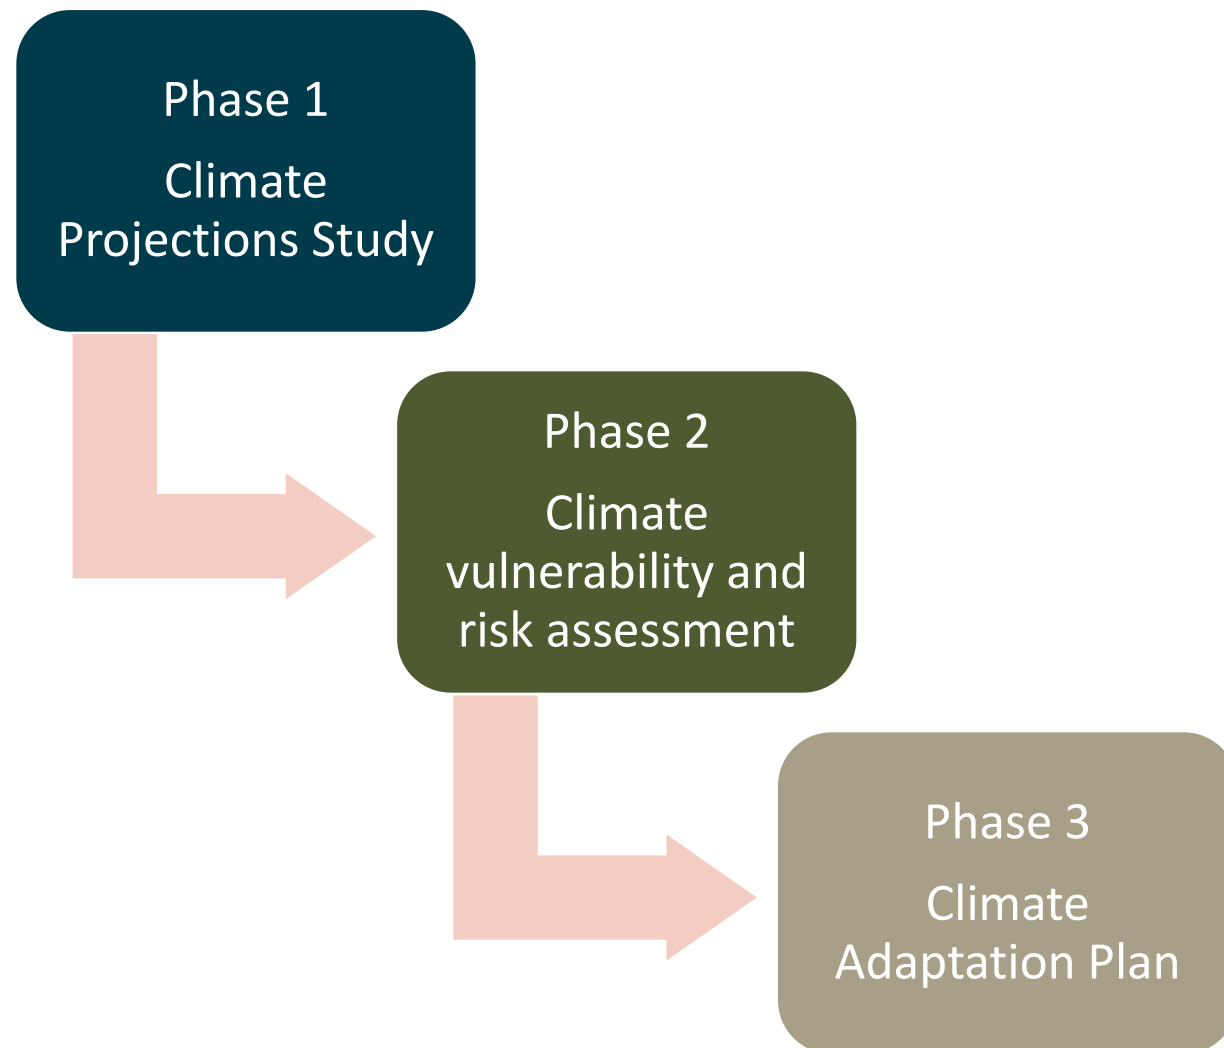 Phase 1
Climate
Projections Study
Phase 2
Climate
vulnerability and
risk assessment
Phase 3
Climate
Adaptation Plan